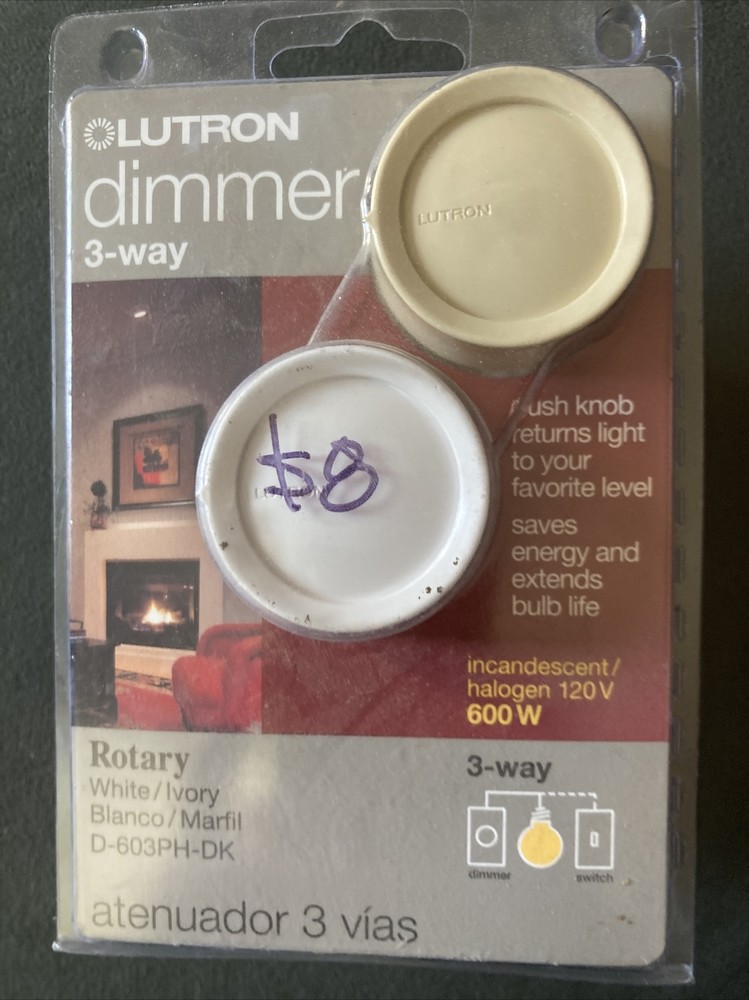 LUTRON
dimmer
3-way
LUTRON
$8
LUTRON
push knob
returns light
to your
favorite level
saves
energy and
extends
bulb life
incandescent/
halogen 120V
600W
Rotary
White/Ivory
Blanco/Marfil
D-603PH-DK
3-way
dimmer
switch
atenuador 3 vías